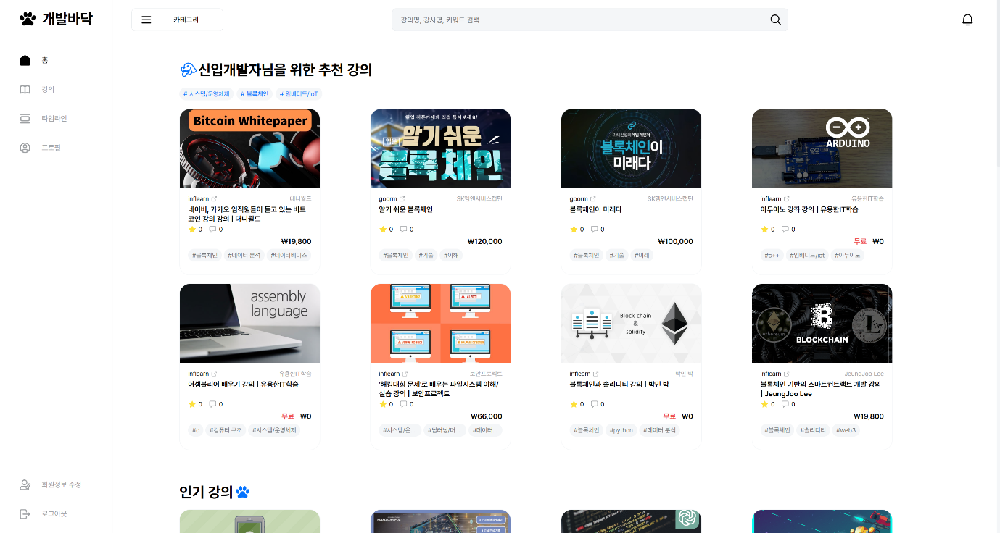 개발바닥
카테고리
강의명, 강사명, 키워드 검색
홈
강의
타임라인
프로필
회원정보 수정
로그아웃
신입개발자님을 위한 추천 강의
# 시스템/운영체제 # 블록체인 # 임베디드/IoT
Bitcoin Whitepaper
inflearn 대니월드
네이버, 카카오 임직원들이 듣고 있는 비트
코인 강의 강의 | 대니월드
0 0
₩19,800
#블록체인 #데이터 분석 #데이터베이스
현업 전문가에게 직접 들어보세요!
입문 알기 쉬운
블록체인
goorm SK엠앤서비스캡틴
알기 쉬운 블록체인
0 0
₩120,000
#블록체인 #기술 #이해
미래산업의 게임 체인저
블록체인이
미래다
goorm SK엠앤서비스캡틴
블록체인이 미래다
0 0
₩100,000
#블록체인 #기술 #미래
ARDUINO
inflearn 유용한IT학습
아두이노 강좌 강의 | 유용한IT학습
0 0
무료 ₩0
#c++ #임베디드/iot #아두이노
assembly
language
inflearn 유용한IT학습
어셈블리어 배우기 강의 | 유용한IT학습
0 0
무료 ₩0
#c #컴퓨터 구조 #시스템/운영체제
WARNING! ALERT!
VIRUS FOUND!
inflearn 보안프로젝트
'해킹대회 문제'로 배우는 파일시스템 이해/
실습 강의 | 보안프로젝트
0 0
₩66,000
#시스템/운... #딥러닝/머... #데이터...
Block chain
&
solidity
inflearn 박민 박
블록체인과 솔리디티 강의 | 박민 박
0 0
무료 ₩0
#블록체인 #python #데이터 분석
ethereum
BLOCKCHAIN
inflearn JeungJoo Lee
블록체인 기반의 스마트컨트랙트 개발 강의
| JeungJoo Lee
0 0
₩19,800
#블록체인 #솔리디티 #web3
인기 강의
MASO CAMPUS